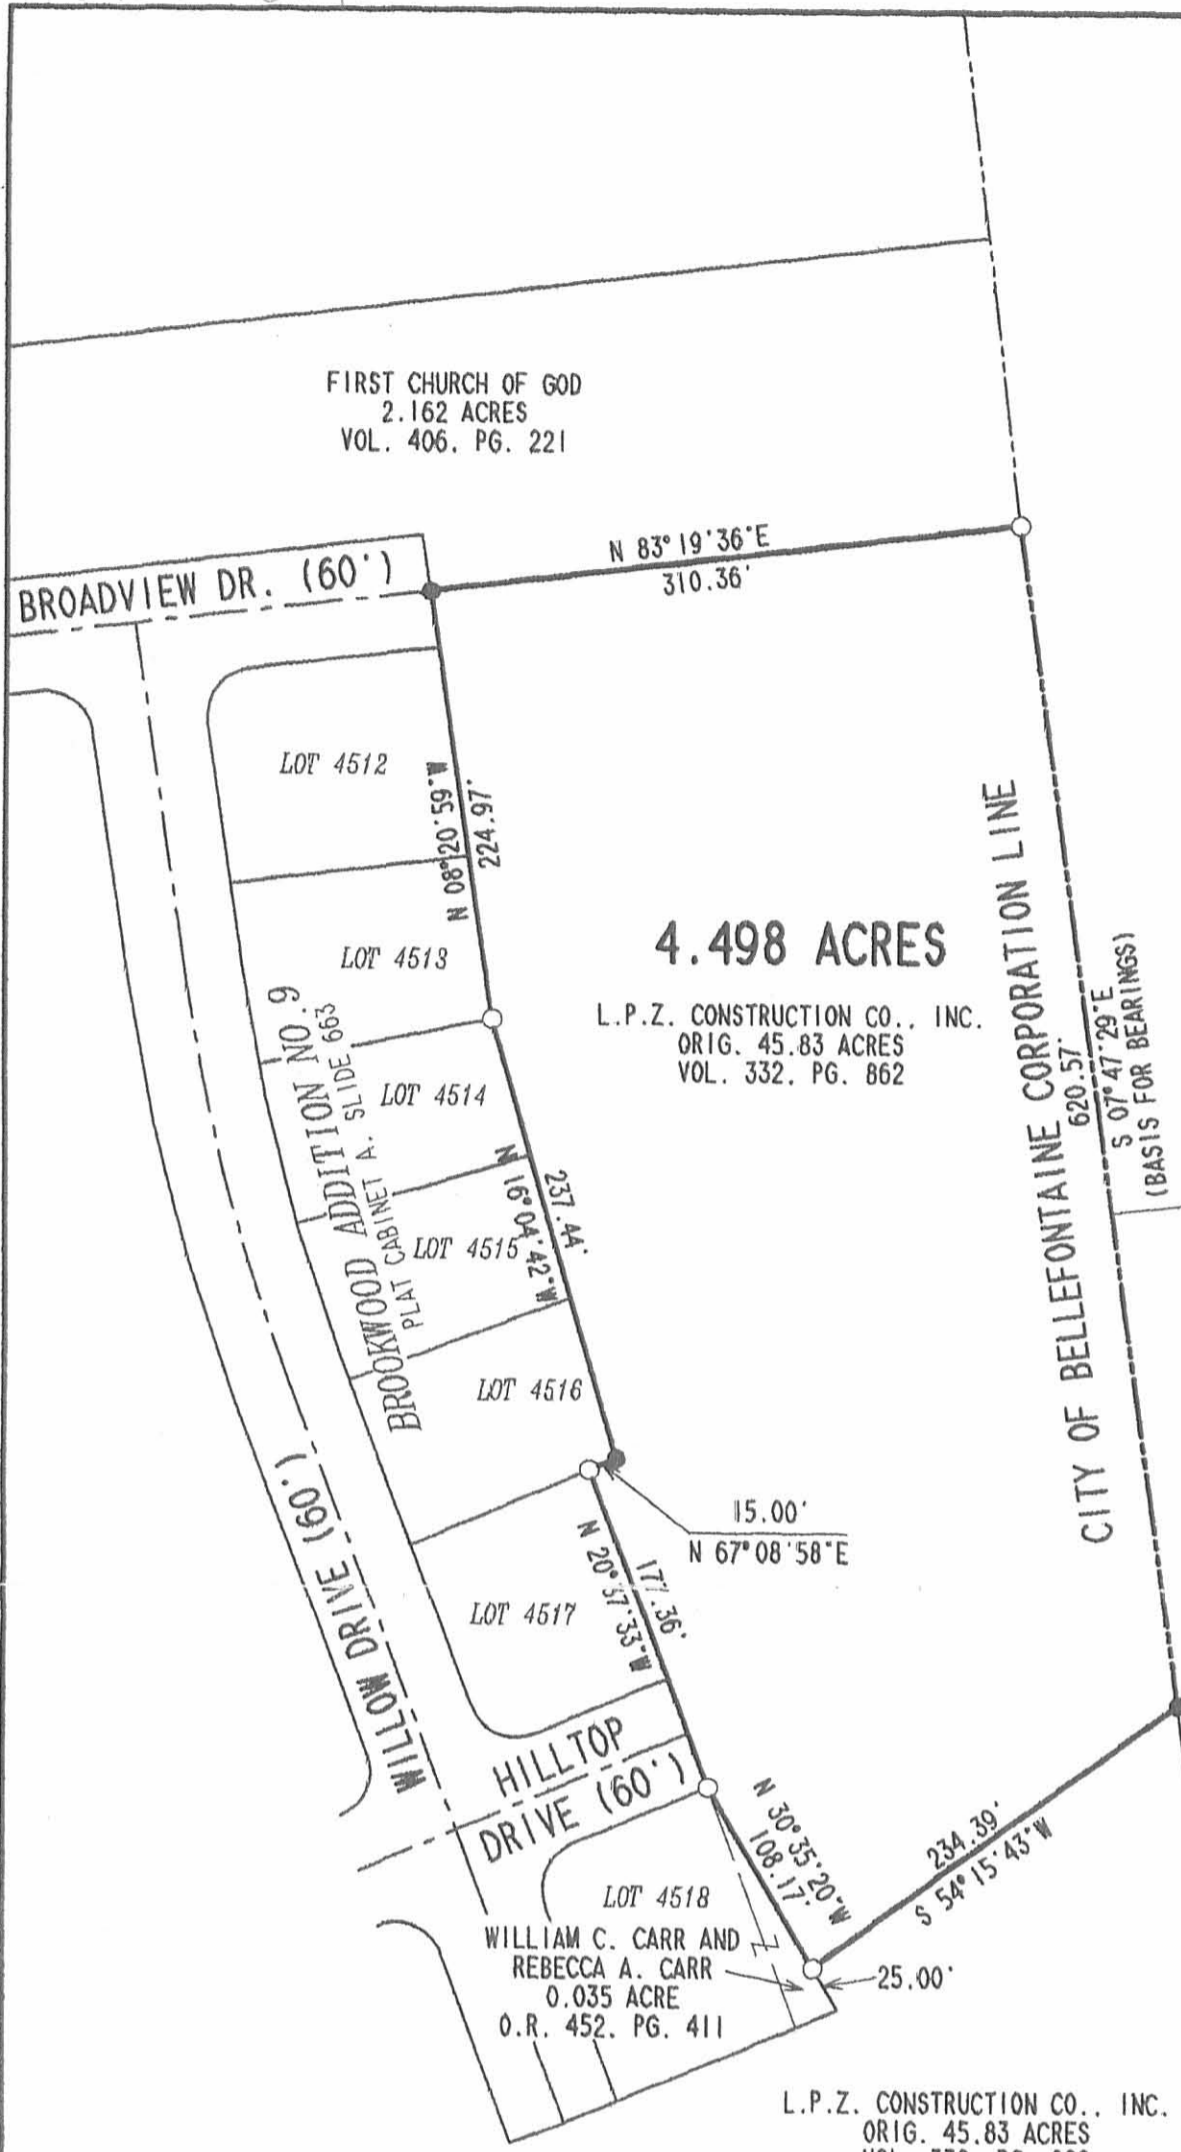 FIRST CHURCH OF GOD
2.162 ACRES
VOL. 406. PG. 221
BROADVIEW DR. (60')
N 83°19'36"E
310.36'
LOT 4512
N 08°20'59"W
224.97'
LOT 4513
4.498 ACRES
L.P.Z. CONSTRUCTION CO., INC.
ORIG. 45.83 ACRES
VOL. 332. PG. 862
CITY OF BELLEFONTAINE CORPORATION LINE
620.57'
S 07°47'29"E
(BASIS FOR BEARINGS)
BROOKWOOD ADDITION NO.9
PLAT CABINET A. SLIDE 663
LOT 4514
N 16°04'42"W
237.44'
LOT 4515
LOT 4516
15.00'
N 67°08'58"E
LOT 4517
177.36'
WILLOW DRIVE (60')
HILLTOP
DRIVE (60')
N 30°35'20"W
108.17'
234.39'
S 54°15'43"W
LOT 4518
WILLIAM C. CARR AND
REBECCA A. CARR
0.035 ACRE
O.R. 452. PG. 411
25.00'
L.P.Z. CONSTRUCTION CO., INC.
ORIG. 45.83 ACRES